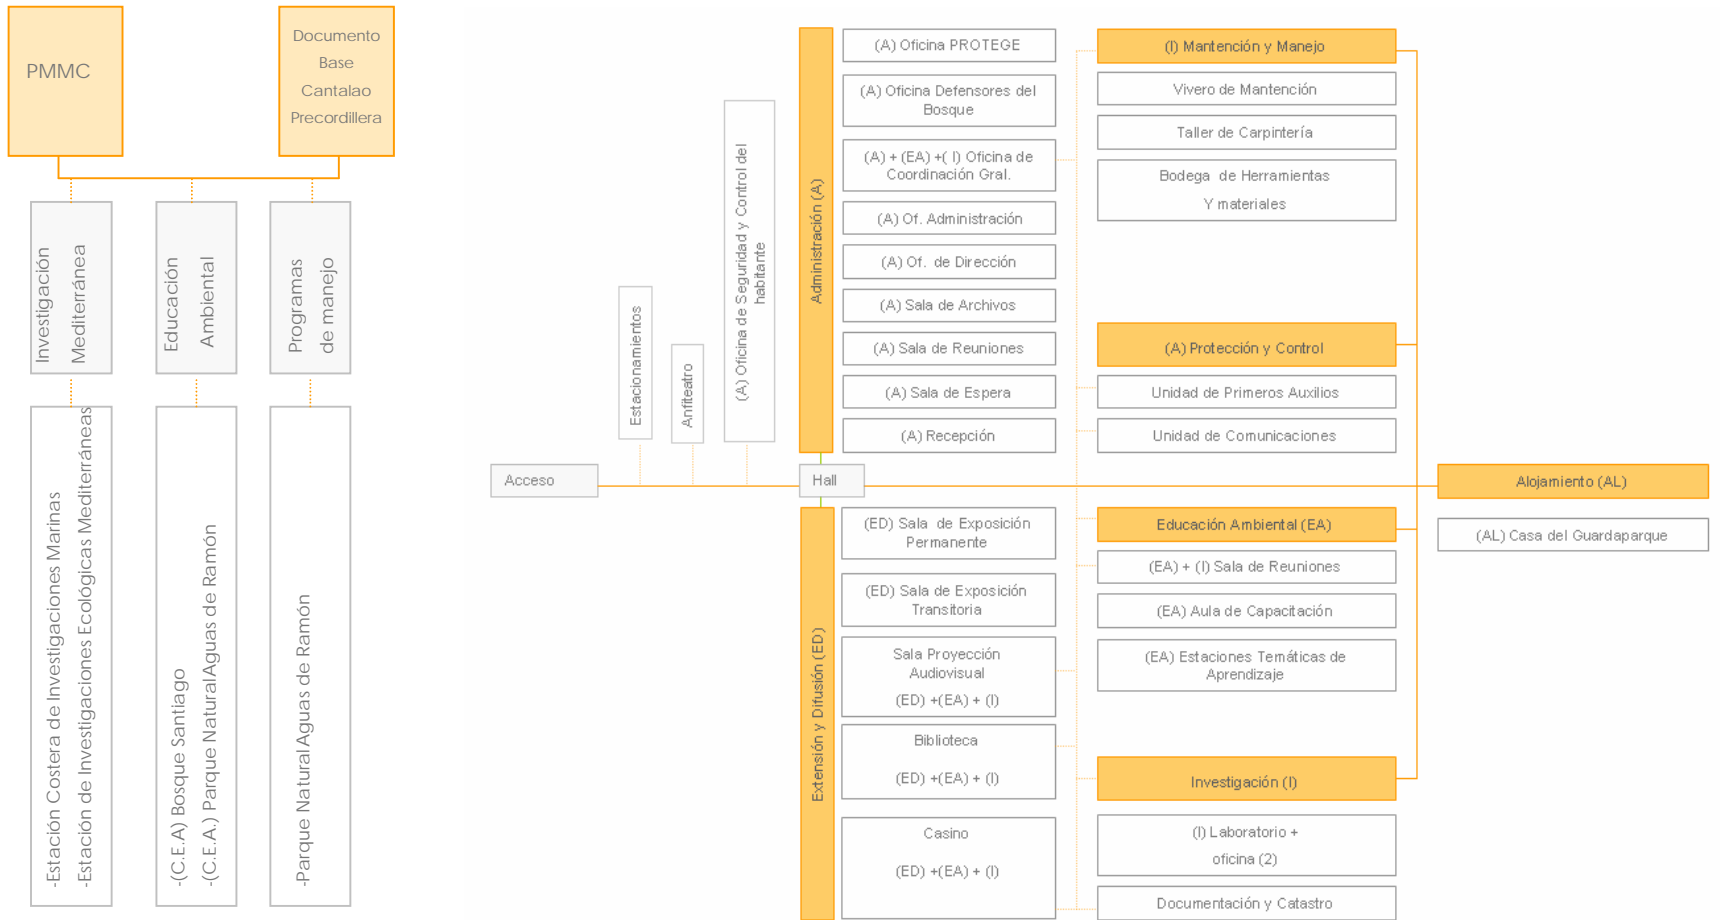 PMMC
Documento
Base
Cantalao
Precordillera
Investigación
Mediterránea
Educación
Ambiental
Programas
de manejo
-Estación Costera de Investigaciones Marinas
-Estación de Investigaciones Ecológicas Mediterráneas
-(C.E.A) Bosque Santiago
-(C.E.A.) Parque Natural Aguas de Ramón
-Parque Natural Aguas de Ramón
Acceso
Estacionamientos
Anfiteatro
(A) Oficina de Seguridad y Control del
habitante
Hall
Administración (A)
(A) Oficina PROTEGE
(A) Oficina Defensores del
Bosque
(A) + (EA) +( I) Oficina de
Coordinación Gral.
(A) Of. Administración
(A) Of. de Dirección
(A) Sala de Archivos
(A) Sala de Reuniones
(A) Sala de Espera
(A) Recepción
Extensión y Difusión (ED)
(ED) Sala de Exposición
Permanente
(ED) Sala de Exposición
Transitoria
Sala Proyección
Audiovisual
(ED) +(EA) + (I)
Biblioteca
(ED) +(EA) + (I)
Casino
(ED) +(EA) + (I)
(I) Mantención y Manejo
Vivero de Mantención
Taller de Carpintería
Bodega de Herramientas
Y materiales
(A) Protección y Control
Unidad de Primeros Auxilios
Unidad de Comunicaciones
Educación Ambiental (EA)
(EA) + (I) Sala de Reuniones
(EA) Aula de Capacitación
(EA) Estaciones Temáticas de
Aprendizaje
Investigación (I)
(I) Laboratorio +
oficina (2)
Documentación y Catastro
Alojamiento (AL)
(AL) Casa del Guardaparque